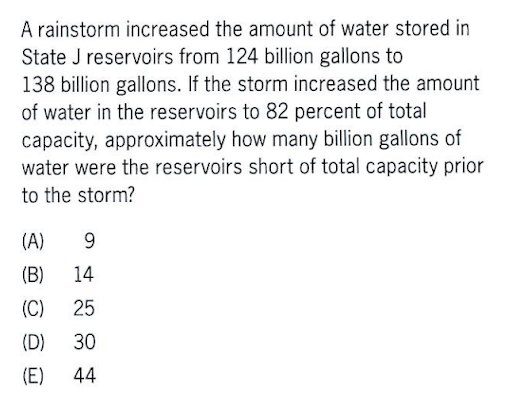 A rainstorm increased the amount of water stored in
State J reservoirs from 124 billion gallons to
138 billion gallons. If the storm increased the amount
of water in the reservoirs to 82 percent of total
capacity, approximately how many billion gallons of
water were the reservoirs short of total capacity prior
to the storm?
(A) 9
(B) 14
(C) 25
(D) 30
(E) 44